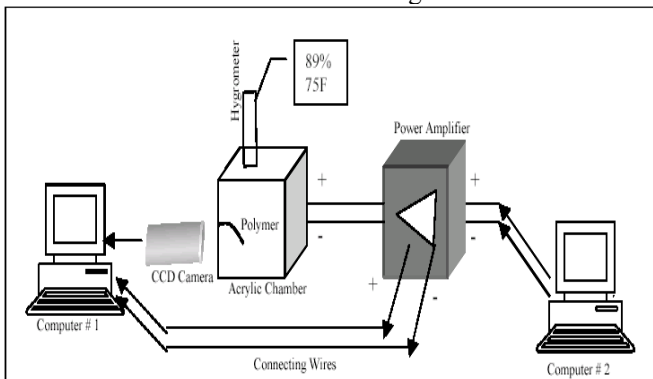 89%
75F
Hygrometer
Power Amplifier
+
+
Polymer
-
-
CCD Camera
Acrylic Chamber
+
-
Computer # 1
Connecting Wires
Computer #2